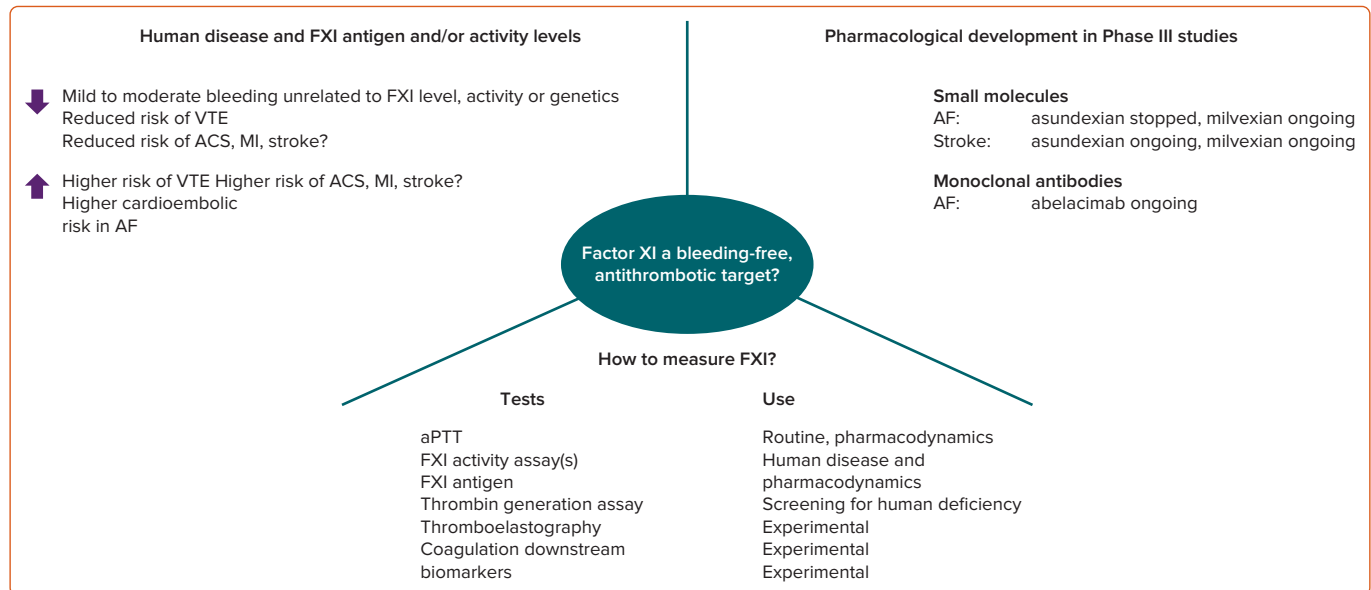 Human disease and FXI antigen and/or activity levels
Mild to moderate bleeding unrelated to FXI level, activity or genetics
Reduced risk of VTE
Reduced risk of ACS, MI, stroke?
Higher risk of VTE Higher risk of ACS, MI, stroke?
Higher cardioembolic
risk in AF
Pharmacological development in Phase III studies
Small molecules
AF: asundexian stopped, milvexian ongoing
Stroke: asundexian ongoing, milvexian ongoing
Monoclonal antibodies
AF: abelacimab ongoing
Factor XI a bleeding-free,
antithrombotic target?
How to measure FXI?
Tests Use
aPTT Routine, pharmacodynamics
FXI activity assay(s) Human disease and
FXI antigen pharmacodynamics
Thrombin generation assay Screening for human deficiency
Thromboelastography Experimental
Coagulation downstream Experimental
biomarkers Experimental